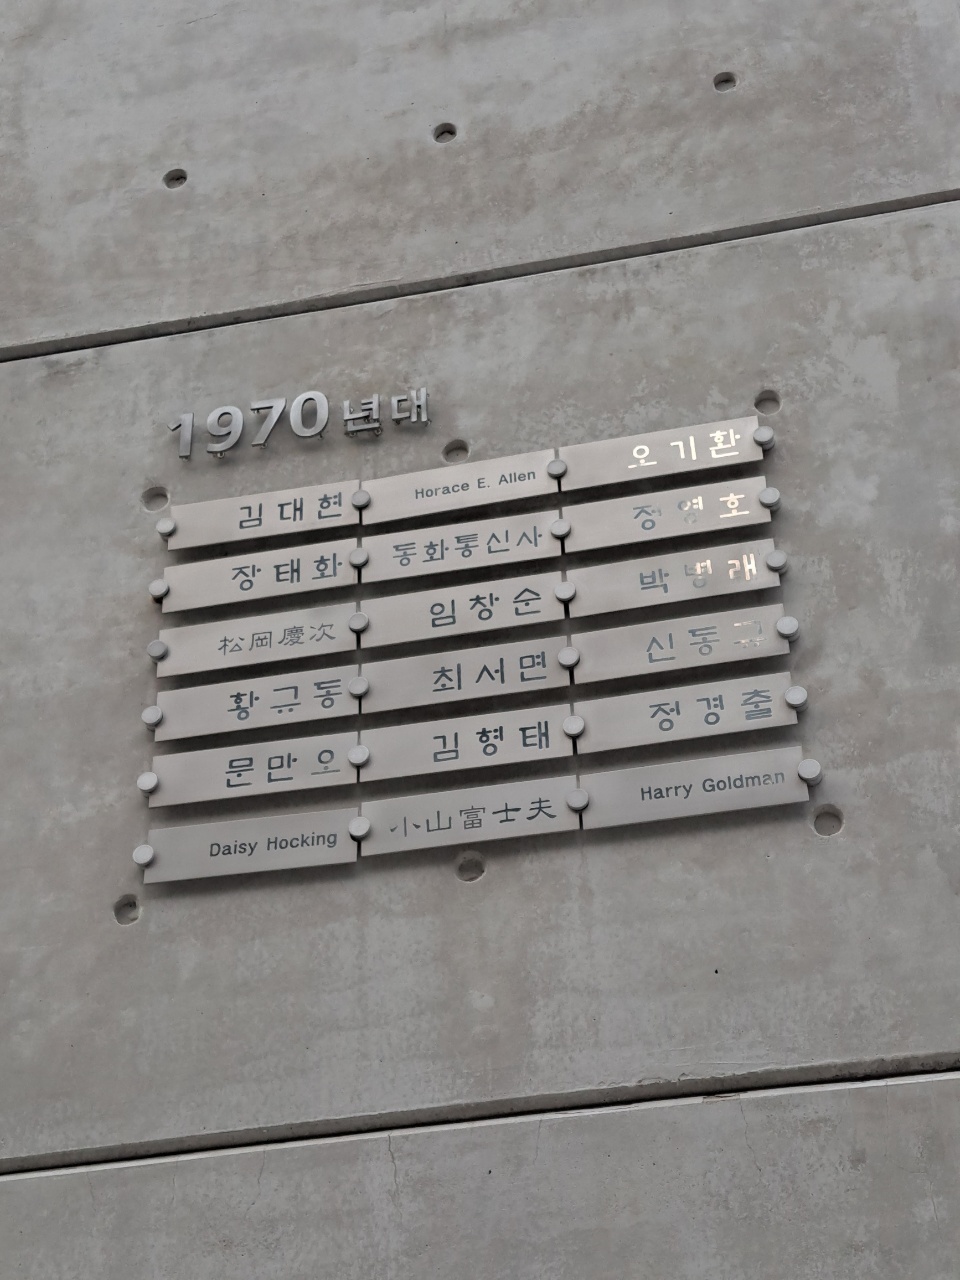 1970년대
김대현 Horace E. Allen 오기환
장태화 동화통신사 정영호
松岡慶次 임창순 박병래
황규동 최서면 신동규
문만오 김형태 정경출
Daisy Hocking 小山富士夫 Harry Goldman